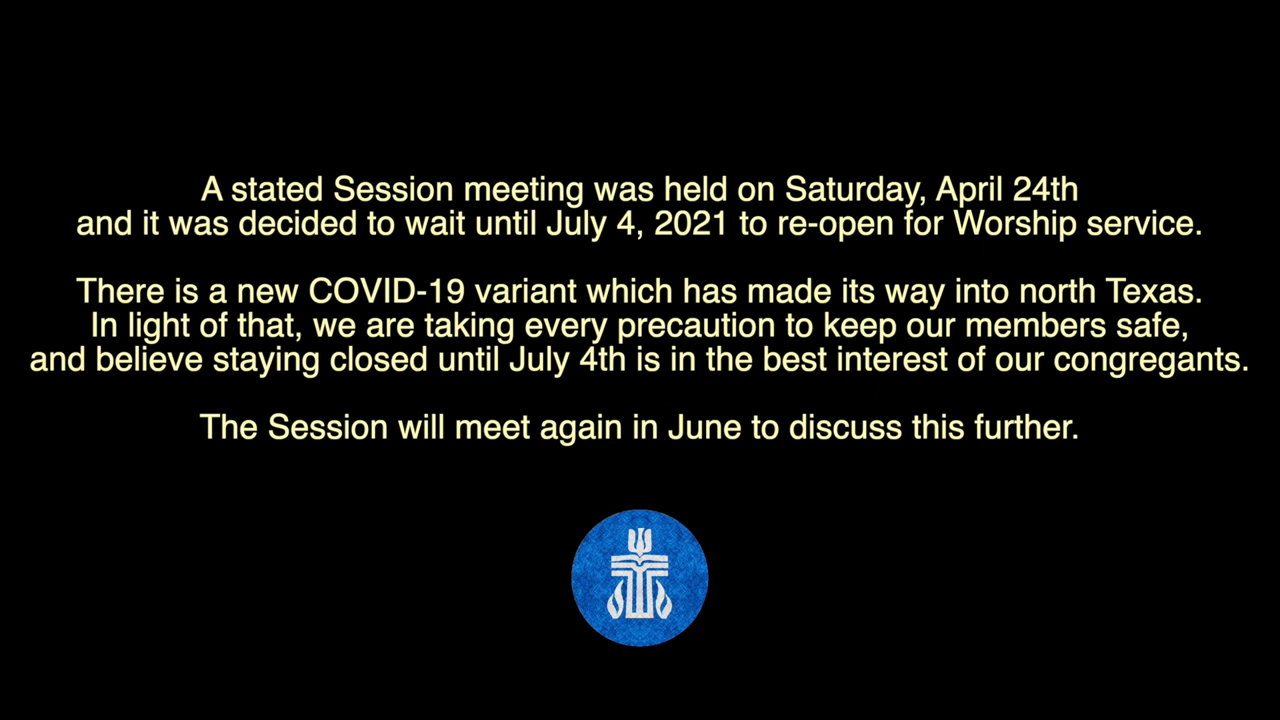 A stated Session meeting was held on Saturday, April 24th
and it was decided to wait until July 4, 2021 to re-open for Worship service.
There is a new COVID-19 variant which has made its way into north Texas.
In light of that, we are taking every precaution to keep our members safe,
and believe staying closed until July 4th is in the best interest of our congregants.
The Session will meet again in June to discuss this further.